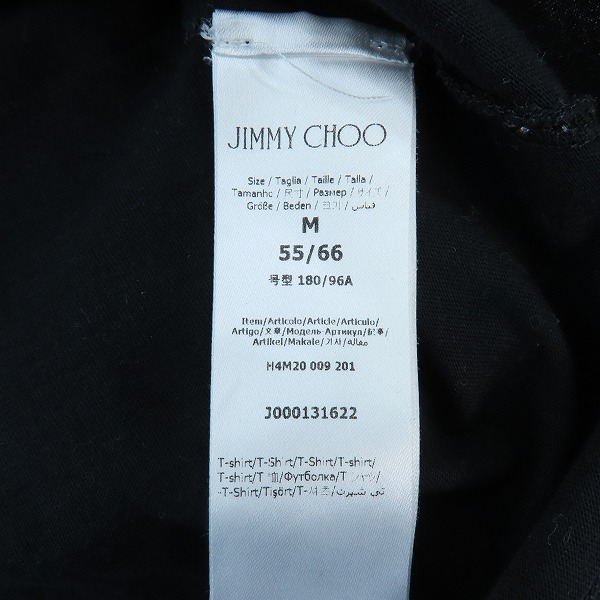 JIMMY CHOO
Size / Taglia / Taille / Talla /
Tamanho / 尺寸 / Размер / サイズ /
Größe / Beden / 크기 / قياس /
M
55/66
号型 180/96A
Item/Articolo/Article/Articulo/
Artigo/文章/Модель-Артикул/記事/
Artikel/Makale/기사/مقالة/
H4M20 009 201
J000131622
T-shirt/T-Shirt/T-Shirt/T-shirt/
T-shirt/T 恤/Футболка/T シャツ/
T-Shirt/Tişört/T-셔츠/تي شيرت/